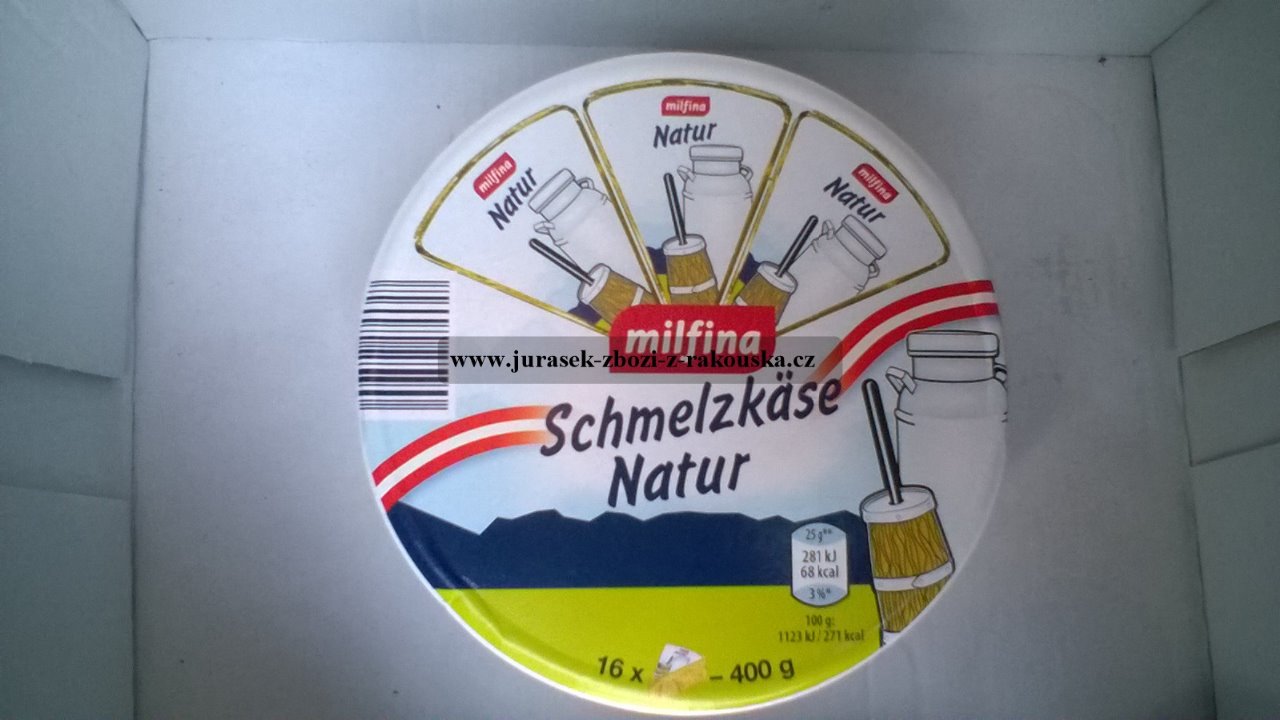 milfina
Natur
milfina
Natur
milfina
Natur
milfina
www.jurasek-zbozi-z-rakouska.cz
Schmelzkäse
Natur
25 g**
281 kJ
68 kcal
3%*
100 g:
1123 kJ / 271 kcal
16 x – 400 g